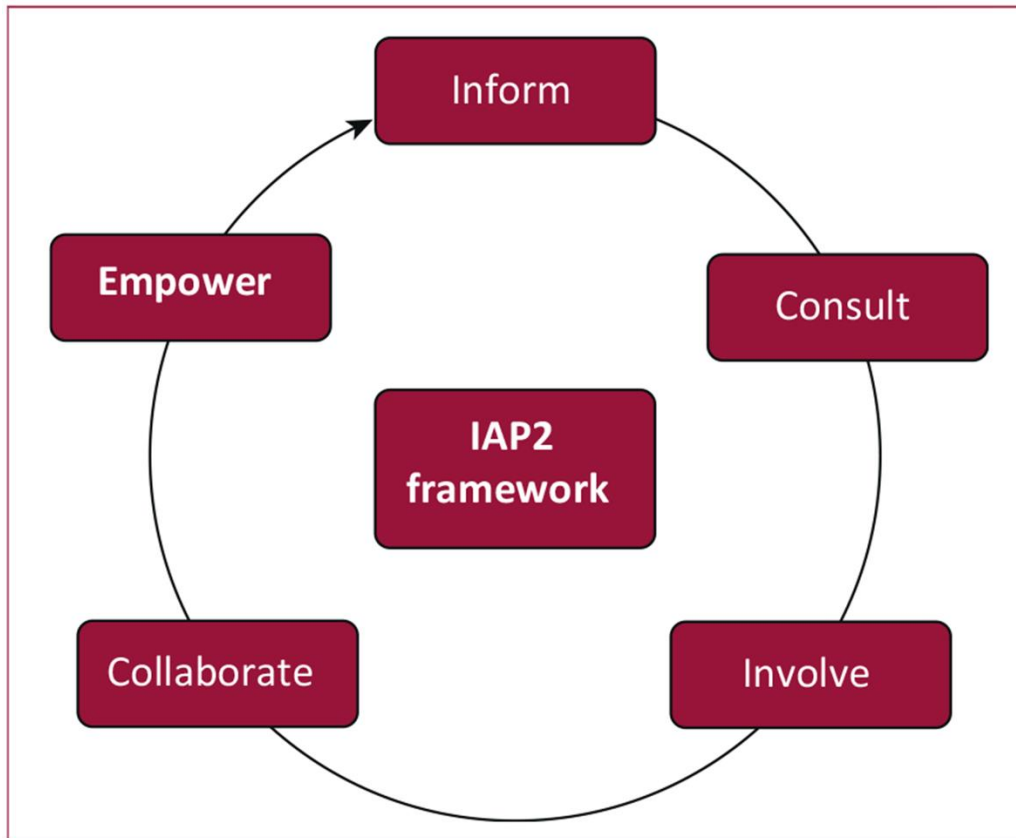 Inform
Empower
Consult
IAP2
framework
Collaborate
Involve